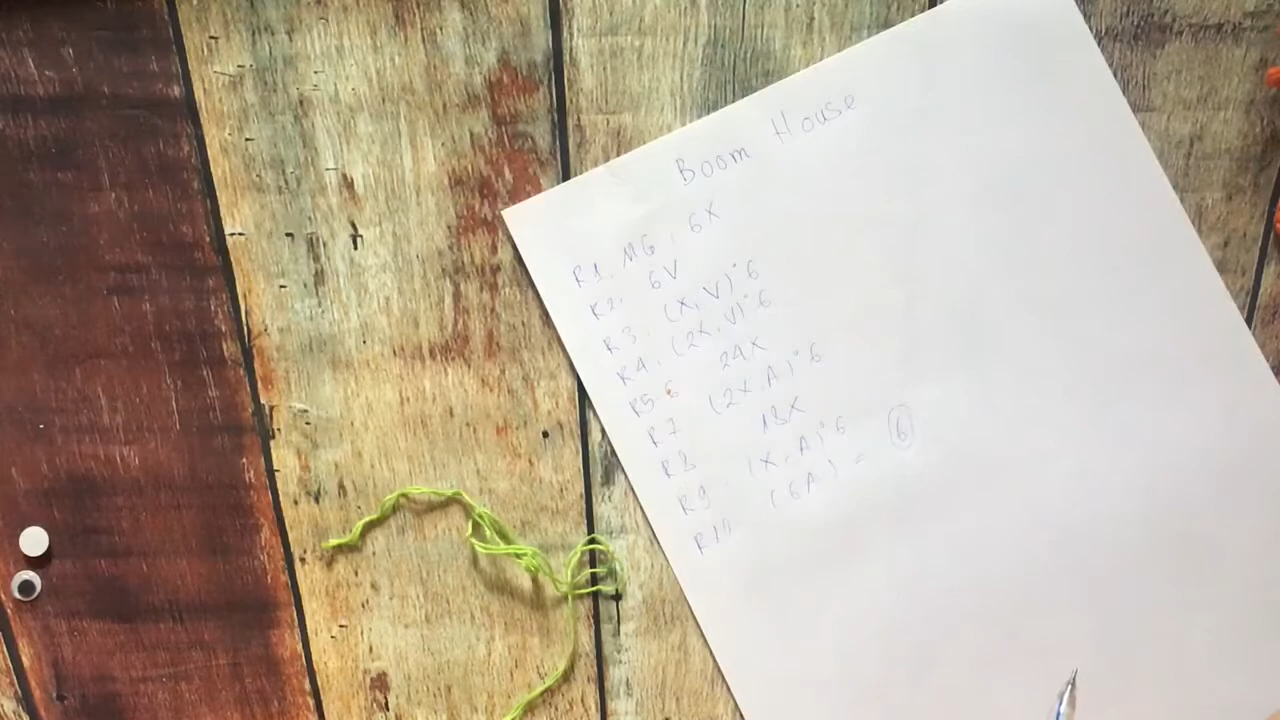 Boom House
R1. MG, 6X
R2. 6V
R3. (X, V)*6
R4. (2X, V)*6
R5-6 24X
R7 (2X, A)*6
R8 18X
R9 (X, A)*6
R10 (6A) = 6